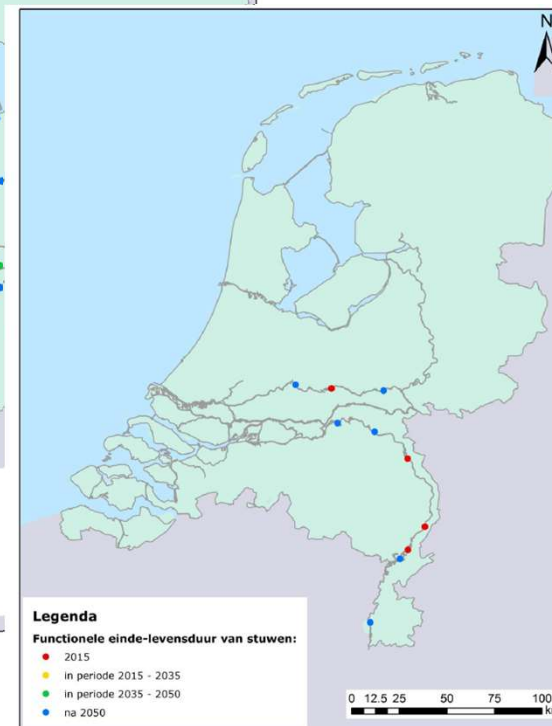 N
Legenda
Functionele einde-levensduur van stuwen:
2015
in periode 2015 - 2035
in periode 2035 - 2050
na 2050
0 12.5 25 50 75 100